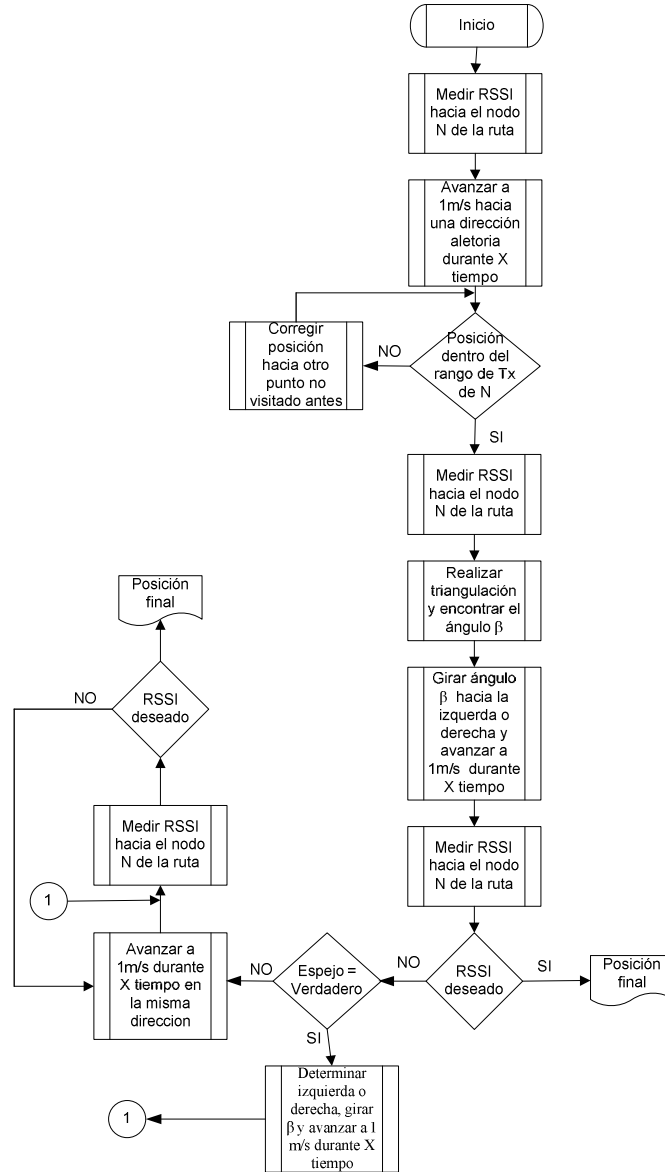 Inicio
Medir RSSI
hacia el nodo
N de la ruta
Avanzar a
1m/s hacia
una dirección
aletoria
durante X
tiempo
Corregir
posición
hacia otro
punto no
visitado antes
NO
Posición
dentro del
rango de Tx
de N
SI
Medir RSSI
hacia el nodo
N de la ruta
Realizar
triangulación
y encontrar el
ángulo β
Girar ángulo
β hacia la
izquerda o
derecha y
avanzar a
1m/s durante
X tiempo
Medir RSSI
hacia el nodo
N de la ruta
RSSI
deseado
SI
Posición
final
NO
Espejo =
Verdadero
NO
SI
Determinar
izquierda o
derecha, girar
β y avanzar a 1
m/s durante X
tiempo
1
Avanzar a
1m/s durante
X tiempo en
la misma
direccion
1
Medir RSSI
hacia el nodo
N de la ruta
RSSI
deseado
NO
Posición
final